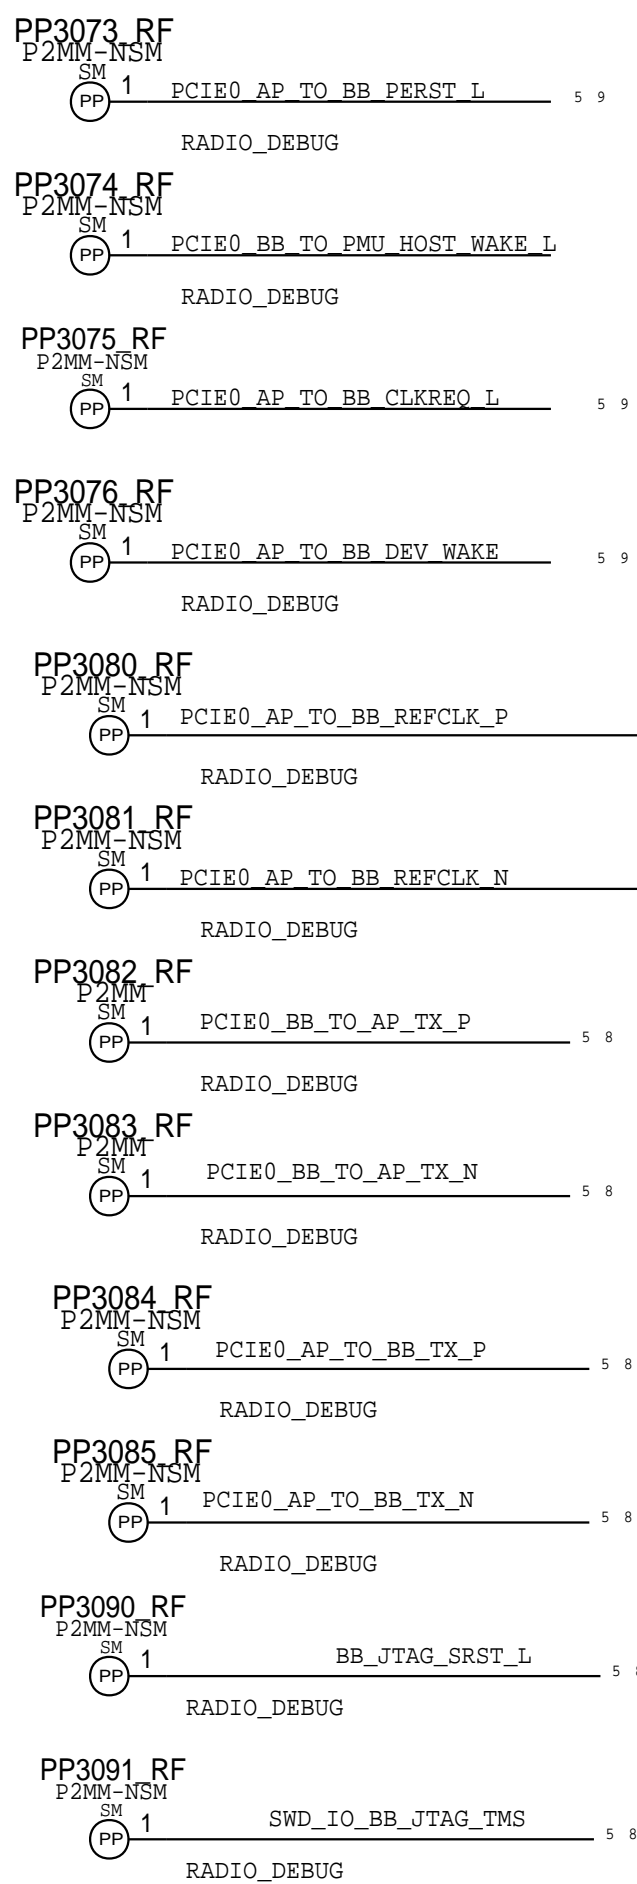 PP3073_RF
P2MM-NSM
SM
PP 1 PCIE0_AP_TO_BB_PERST_L 5 9
RADIO_DEBUG
PP3074_RF
P2MM-NSM
SM
PP 1 PCIE0_BB_TO_PMU_HOST_WAKE_L
RADIO_DEBUG
PP3075_RF
P2MM-NSM
SM
PP 1 PCIE0_AP_TO_BB_CLKREQ_L 5 9
PP3076_RF
P2MM-NSM
SM
PP 1 PCIE0_AP_TO_BB_DEV_WAKE 5 9
RADIO_DEBUG
PP3080_RF
P2MM-NSM
SM
PP 1 PCIE0_AP_TO_BB_REFCLK_P
RADIO_DEBUG
PP3081_RF
P2MM-NSM
SM
PP 1 PCIE0_AP_TO_BB_REFCLK_N
RADIO_DEBUG
PP3082_RF
P2MM
SM
PP 1 PCIE0_BB_TO_AP_TX_P 5 8
RADIO_DEBUG
PP3083_RF
P2MM
SM
PP 1 PCIE0_BB_TO_AP_TX_N 5 8
RADIO_DEBUG
PP3084_RF
P2MM-NSM
SM
PP 1 PCIE0_AP_TO_BB_TX_P 5 8
RADIO_DEBUG
PP3085_RF
P2MM-NSM
SM
PP 1 PCIE0_AP_TO_BB_TX_N 5 8
RADIO_DEBUG
PP3090_RF
P2MM-NSM
SM
PP 1 BB_JTAG_SRST_L 5
RADIO_DEBUG
PP3091_RF
P2MM-NSM
SM
PP 1 SWD_IO_BB_JTAG_TMS 5 8
RADIO_DEBUG